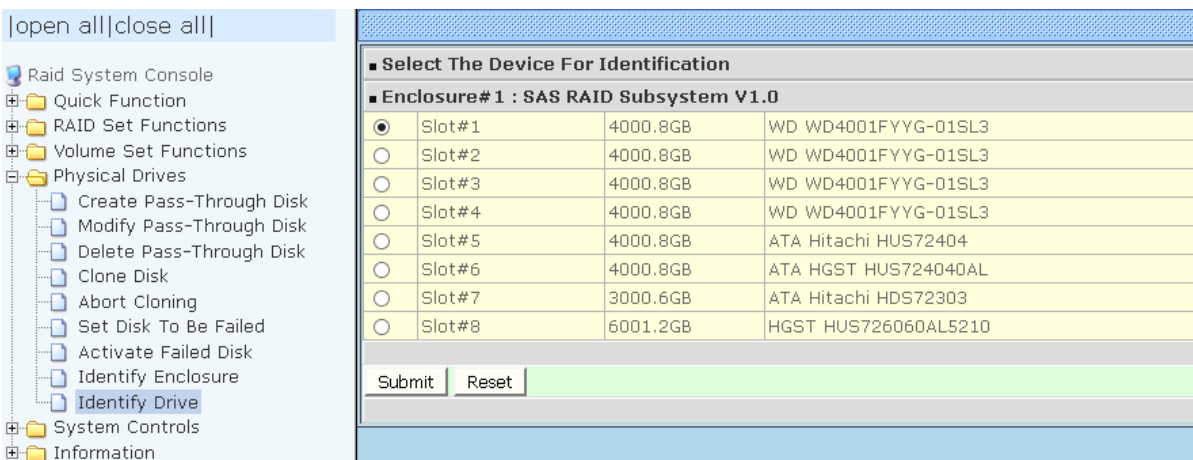 |open all|close all|
Raid System Console
Quick Function
RAID Set Functions
Volume Set Functions
Physical Drives
Create Pass-Through Disk
Modify Pass-Through Disk
Delete Pass-Through Disk
Clone Disk
Abort Cloning
Set Disk To Be Failed
Activate Failed Disk
Identify Enclosure
Identify Drive
System Controls
Information
Select The Device For Identification
Enclosure#1 : SAS RAID Subsystem V1.0
Slot#1 4000.8GB WD WD4001FYYG-01SL3
Slot#2 4000.8GB WD WD4001FYYG-01SL3
Slot#3 4000.8GB WD WD4001FYYG-01SL3
Slot#4 4000.8GB WD WD4001FYYG-01SL3
Slot#5 4000.8GB ATA Hitachi HUS72404
Slot#6 4000.8GB ATA HGST HUS724040AL
Slot#7 3000.6GB ATA Hitachi HDS72303
Slot#8 6001.2GB HGST HUS726060AL5210
Submit Reset